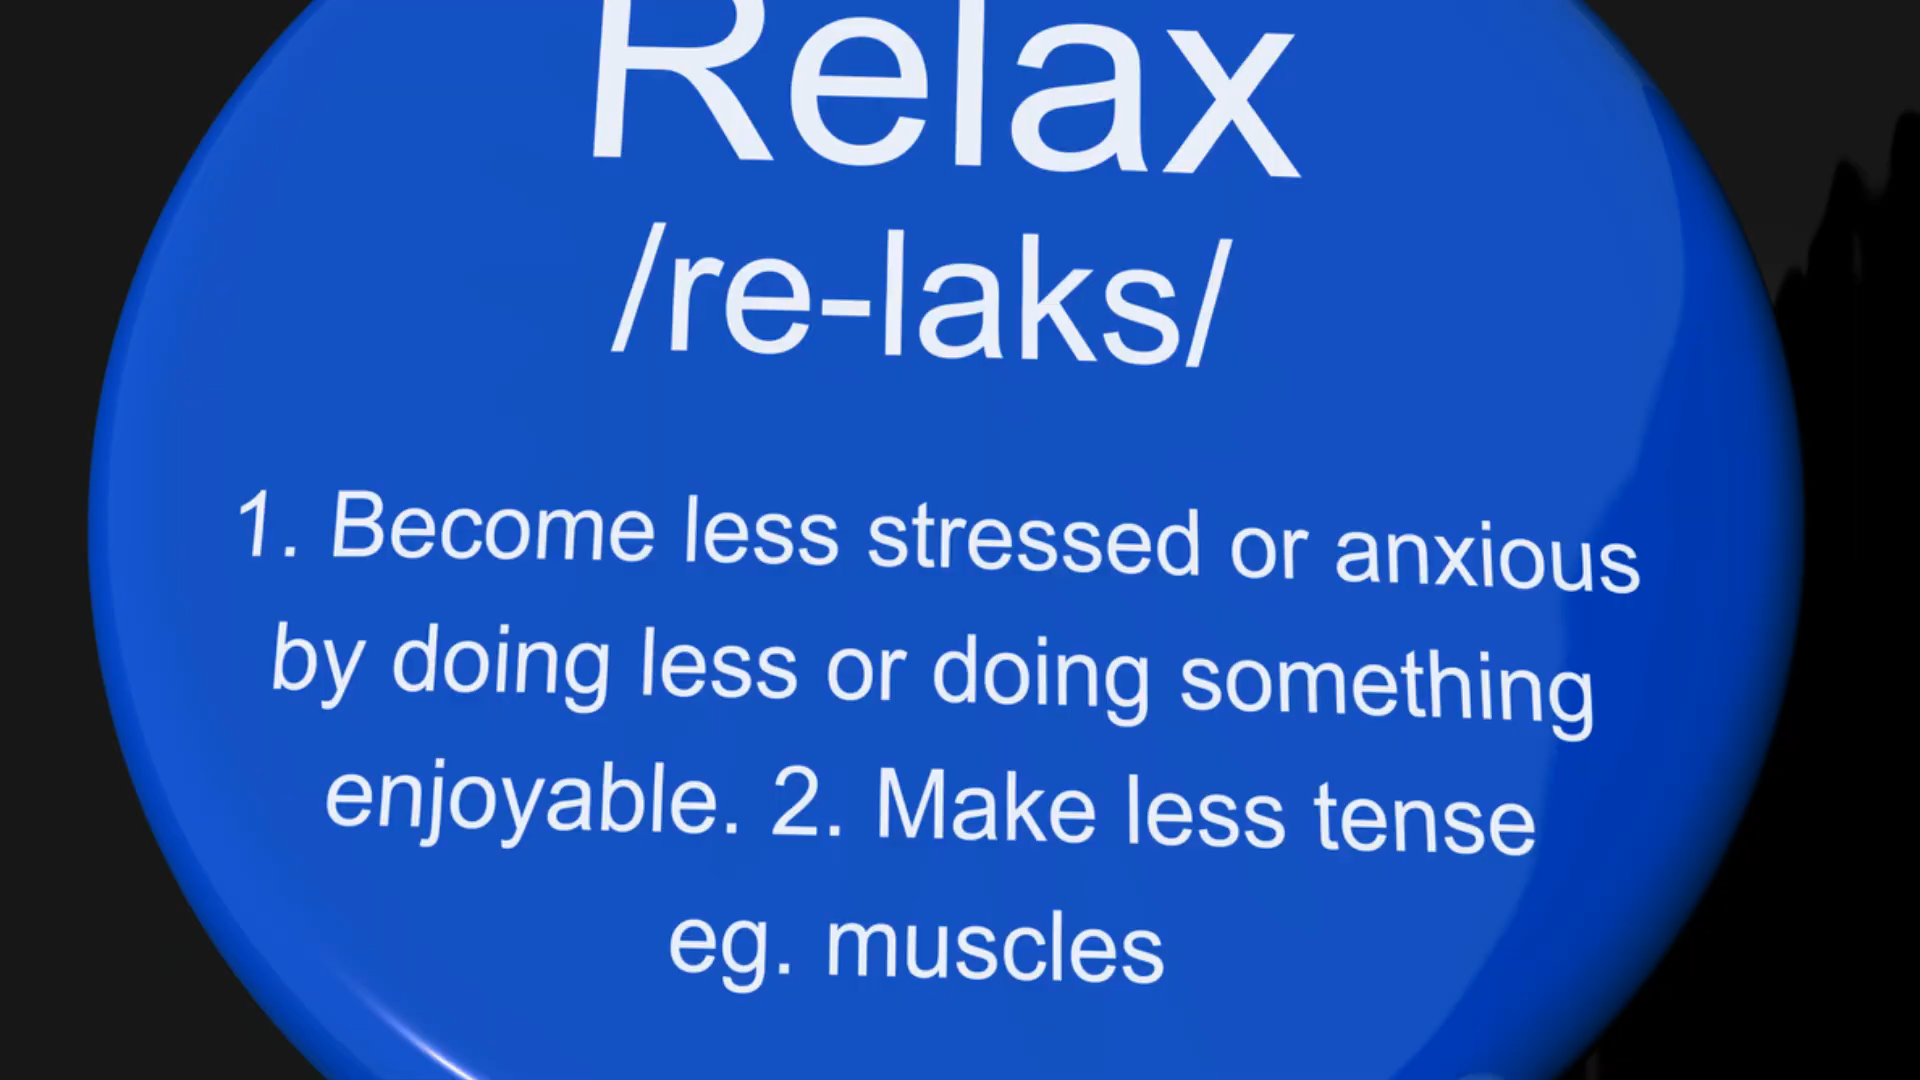 Relax
/re-laks/
1. Become less stressed or anxious
by doing less or doing something
enjoyable. 2. Make less tense
eg. muscles